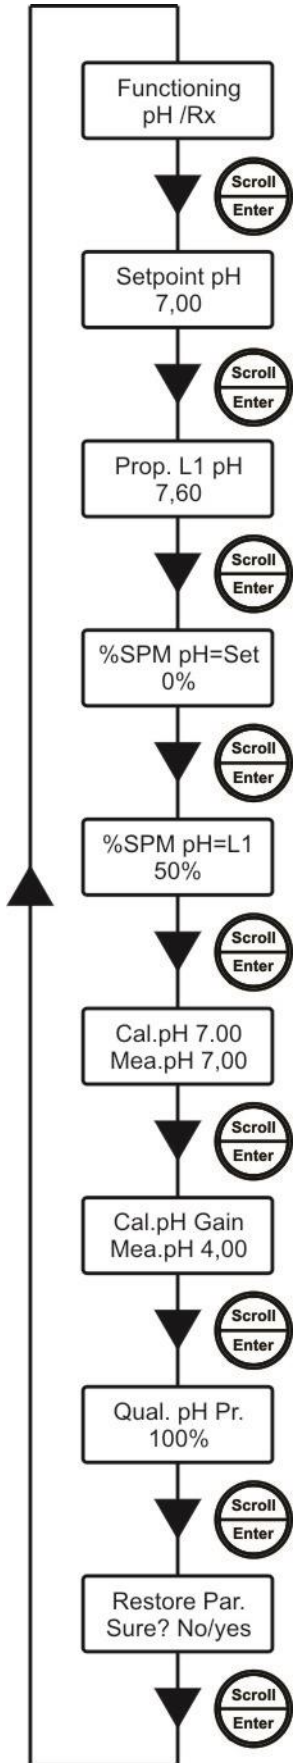 Functioning
pH /Rx
Scroll
Enter
Setpoint pH
7,00
Scroll
Enter
Prop. L1 pH
7,60
Scroll
Enter
%SPM pH=Set
0%
Scroll
Enter
%SPM pH=L1
50%
Scroll
Enter
Cal.pH 7.00
Mea.pH 7,00
Scroll
Enter
Cal.pH Gain
Mea.pH 4,00
Scroll
Enter
Qual. pH Pr.
100%
Scroll
Enter
Restore Par.
Sure? No/yes
Scroll
Enter